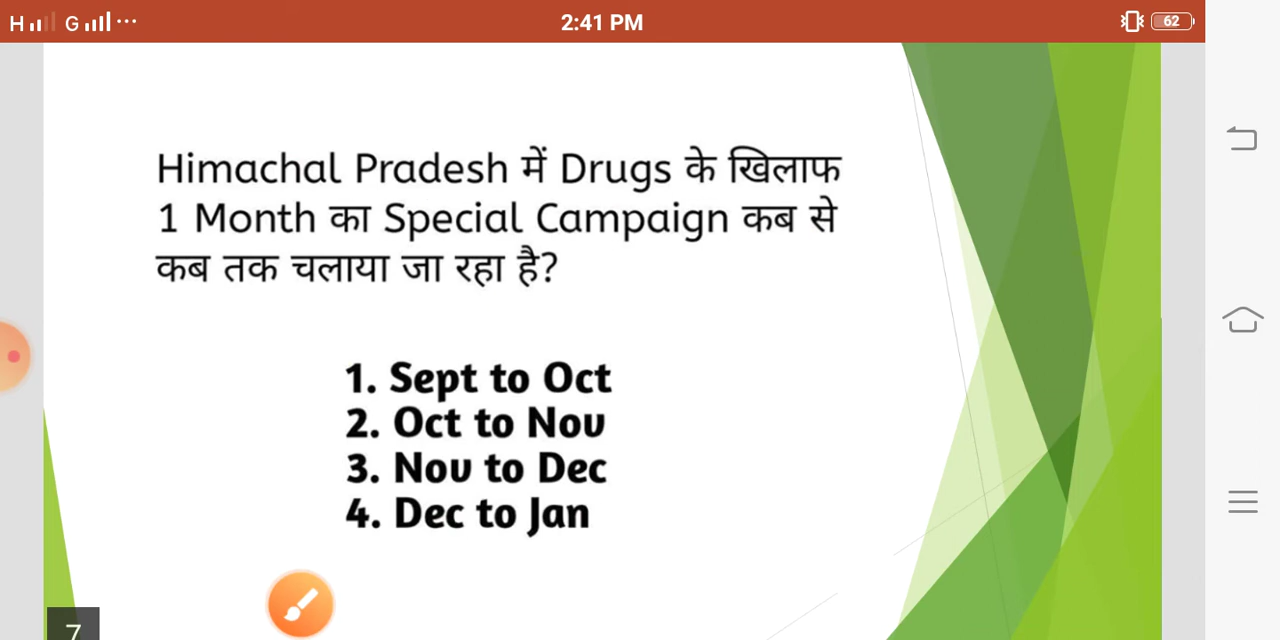 H G ...
2:41 PM
62
Himachal Pradesh में Drugs के खिलाफ
1 Month का Special Campaign कब से
कब तक चलाया जा रहा है?
1. Sept to Oct
2. Oct to Nov
3. Nov to Dec
4. Dec to Jan
7